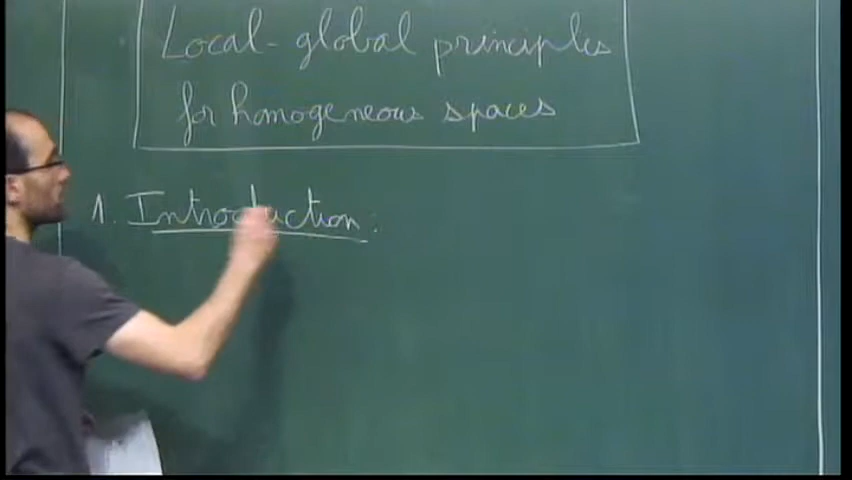 Local-global principles
for homogeneous spaces
1. Introduction: